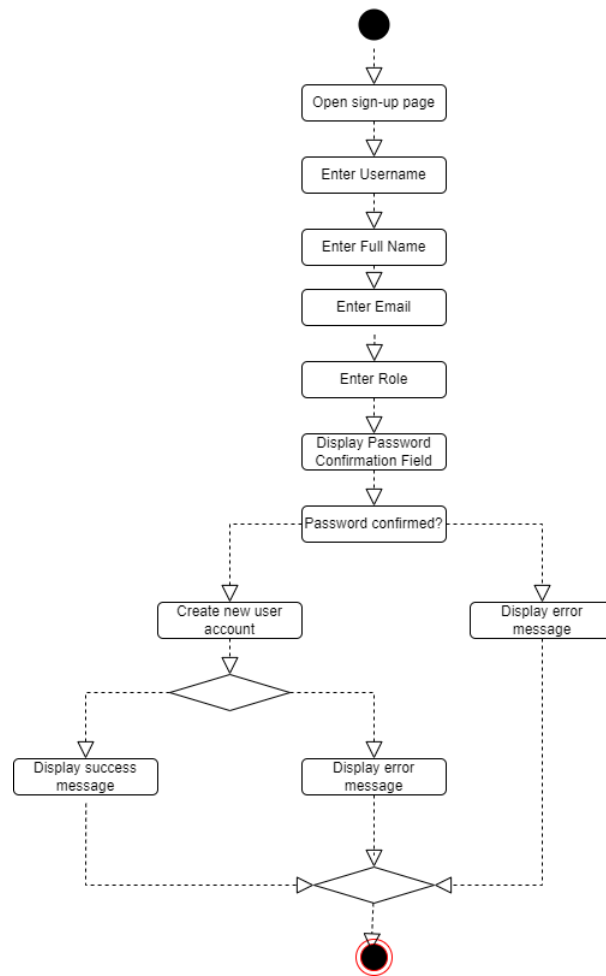 Open sign-up page
Enter Username
Enter Full Name
Enter Email
Enter Role
Display Password
Confirmation Field
Password confirmed?
Create new user
account
Display error
message
Display success
message
Display error
message